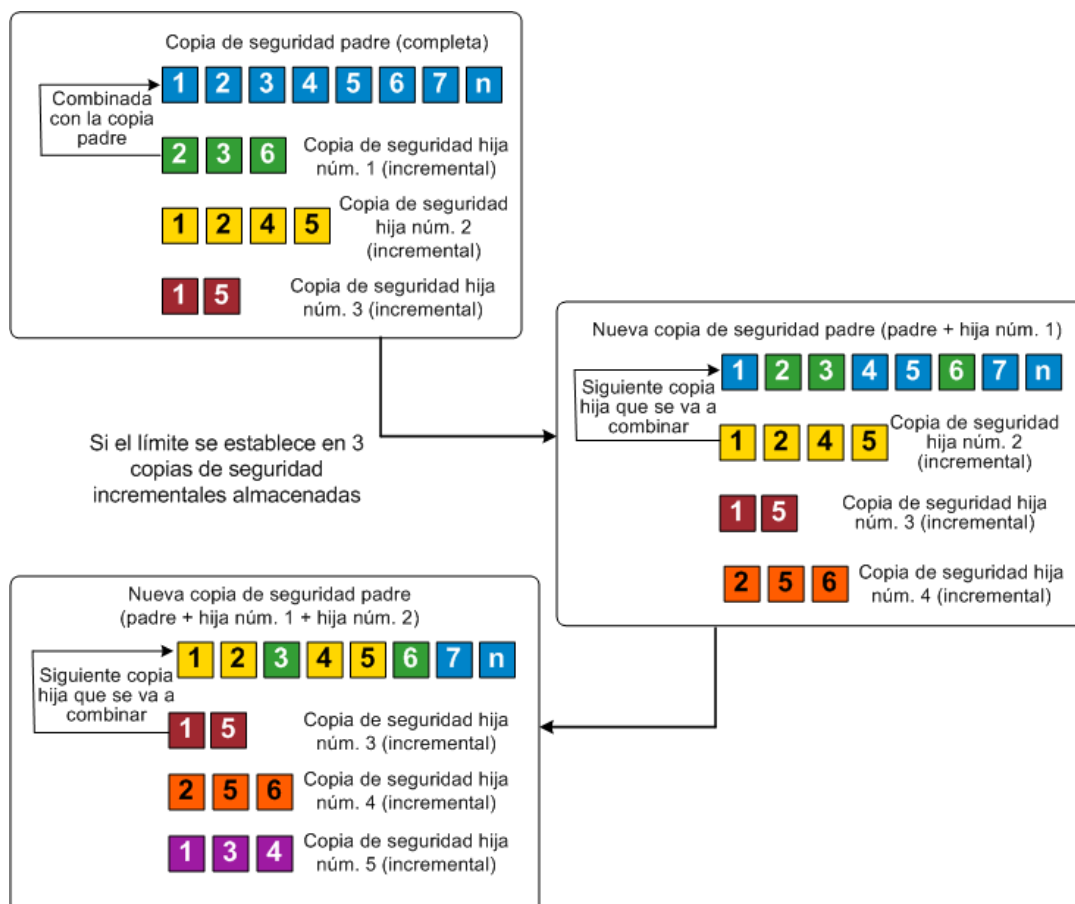 Copia de seguridad padre (completa)
1 2 3 4 5 6 7 n
Combinada
con la copia
padre
2 3 6
Copia de seguridad hija
núm. 1 (incremental)
1 2 4 5
Copia de seguridad
hija núm. 2
(incremental)
1 5
Copia de seguridad hija
núm. 3 (incremental)
Si el límite se establece en 3
copias de seguridad
incrementales almacenadas
Nueva copia de seguridad padre (padre + hija núm. 1)
1 2 3 4 5 6 7 n
Siguiente copia
hija que se va a
combinar
1 2 4 5
Copia de seguridad
hija núm. 2
(incremental)
1 5
Copia de seguridad hija
núm. 3 (incremental)
2 5 6
Copia de seguridad hija
núm. 4 (incremental)
Nueva copia de seguridad padre
(padre + hija núm. 1 + hija núm. 2)
1 2 3 4 5 6 7 n
Siguiente copia
hija que se va a
combinar
1 5
Copia de seguridad hija
núm. 3 (incremental)
2 5 6
Copia de seguridad hija
núm. 4 (incremental)
1 3 4
Copia de seguridad hija
núm. 5 (incremental)